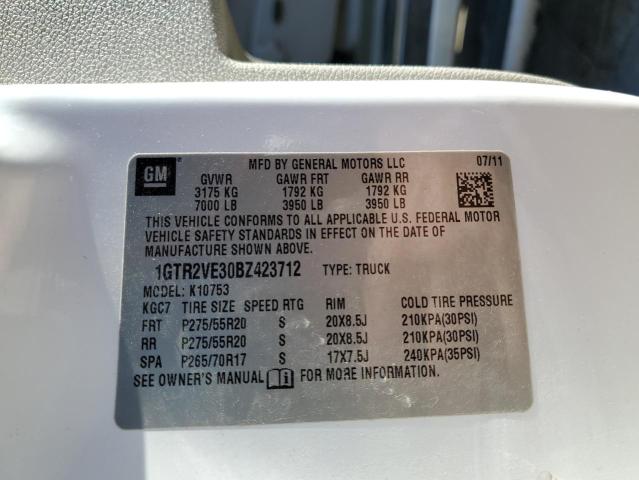 GM MFD BY GENERAL MOTORS LLC 07/11
GVWR GAWR FRT GAWR RR
3175 KG 1792 KG 1792 KG
7000 LB 3950 LB 3950 LB
THIS VEHICLE CONFORMS TO ALL APPLICABLE U.S. FEDERAL MOTOR
VEHICLE SAFETY STANDARDS IN EFFECT ON THE DATE OF
MANUFACTURE SHOWN ABOVE.
1GTR2VE30BZ423712 TYPE: TRUCK
MODEL: K10753
KGC7 TIRE SIZE SPEED RTG RIM COLD TIRE PRESSURE
FRT P275/55R20 S 20X8.5J 210KPA(30PSI)
RR P275/55R20 S 20X8.5J 210KPA(30PSI)
SPA P265/70R17 S 17X7.5J 240KPA(35PSI)
SEE OWNER'S MANUAL FOR MORE INFORMATION.